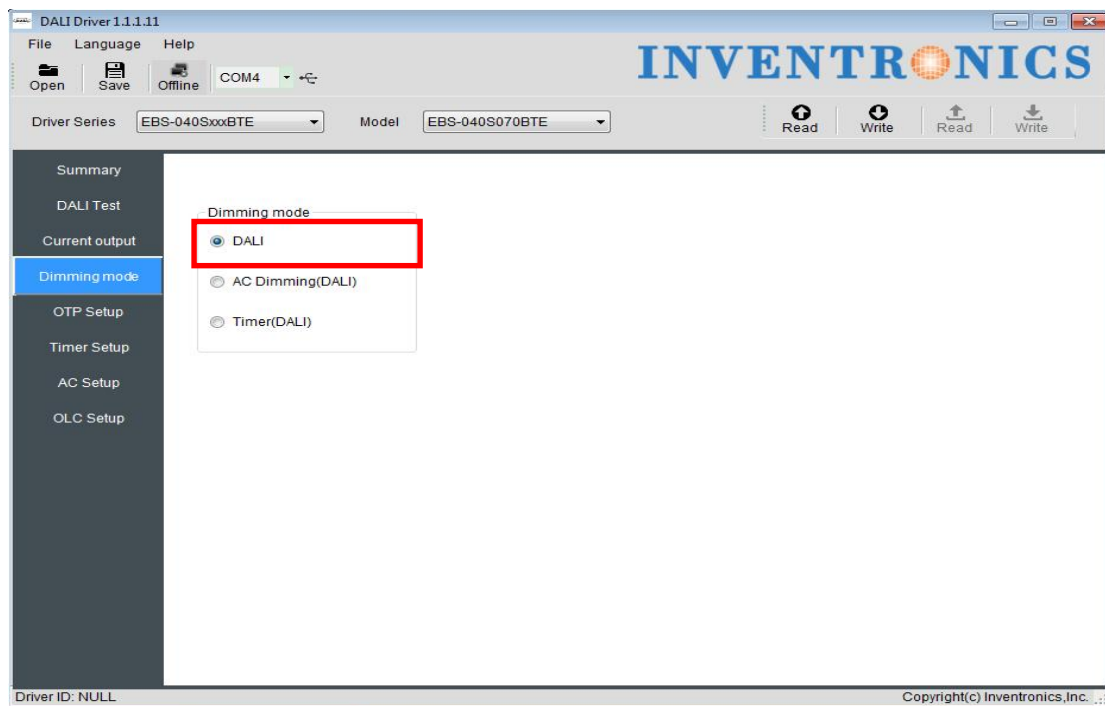 DALI Driver 1.1.1.11
File Language Help
INVENTRONICS
Open Save Offline COM4
Driver Series EBS-040SxxxBTE Model EBS-040S070BTE Read Write Read Write
Summary
DALI Test
Dimming mode
Current output
DALI
Dimming mode
AC Dimming(DALI)
OTP Setup
Timer(DALI)
Timer Setup
AC Setup
OLC Setup
Driver ID: NULL Copyright(c) Inventronics,Inc.